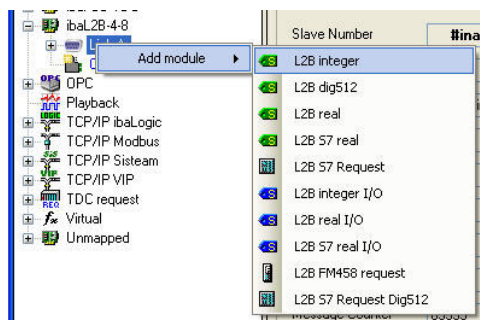 ibaL2B-4-8
Add module
OPC
Playback
TCP/IP ibaLogic
TCP/IP Modbus
TCP/IP Sisteam
TCP/IP VIP
TDC request
Virtual
Unmapped
Slave Number
#ina
L2B integer
L2B dig512
L2B real
L2B S7 real
L2B S7 Request
L2B integer I/O
L2B real I/O
L2B S7 real I/O
L2B FM458 request
L2B S7 Request Dig512